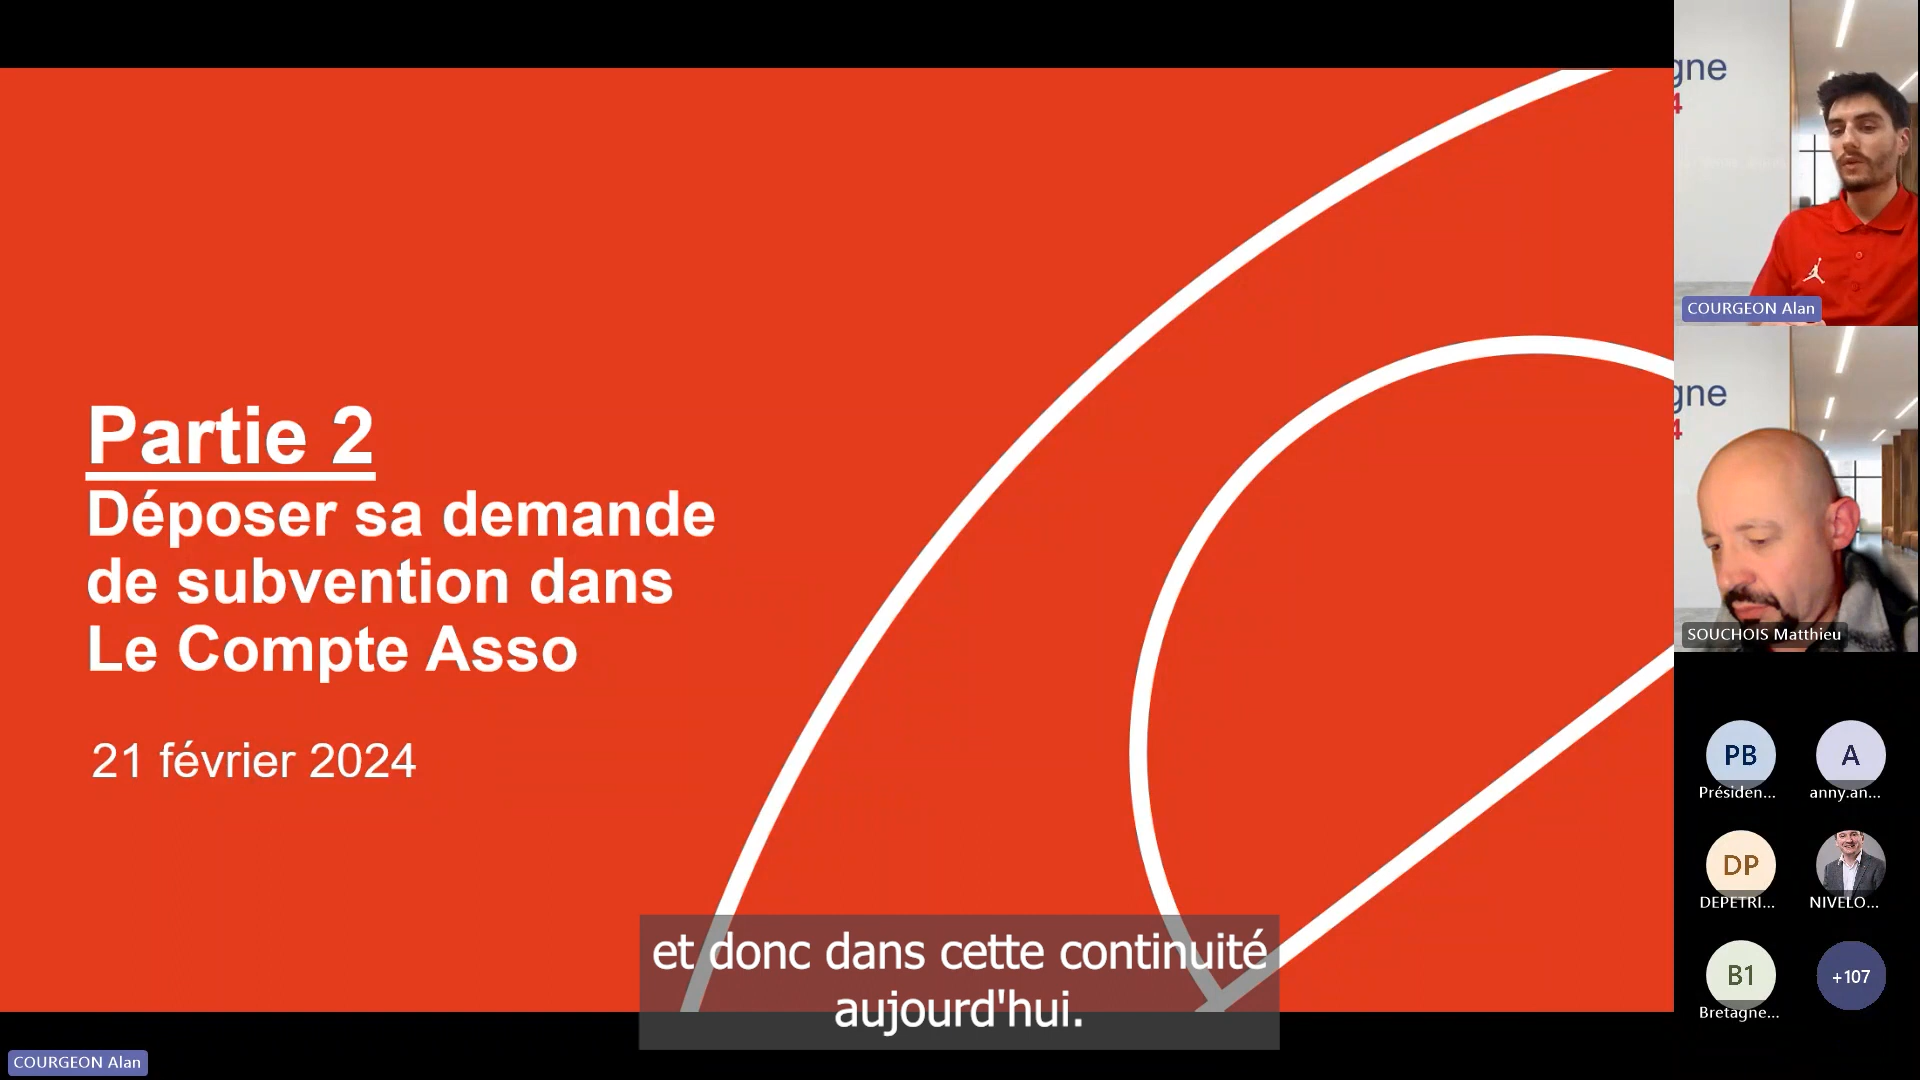 Partie 2
Déposer sa demande
de subvention dans
Le Compte Asso
21 février 2024
et donc dans cette continuité
aujourd'hui.
COURGEON Alan
gne
4
COURGEON Alan
gne
4
SOUCHOIS Matthieu
PB
A
Présiden...
anny.an...
DP
DEPETRI...
NIVELO...
B1
+107
Bretagne...